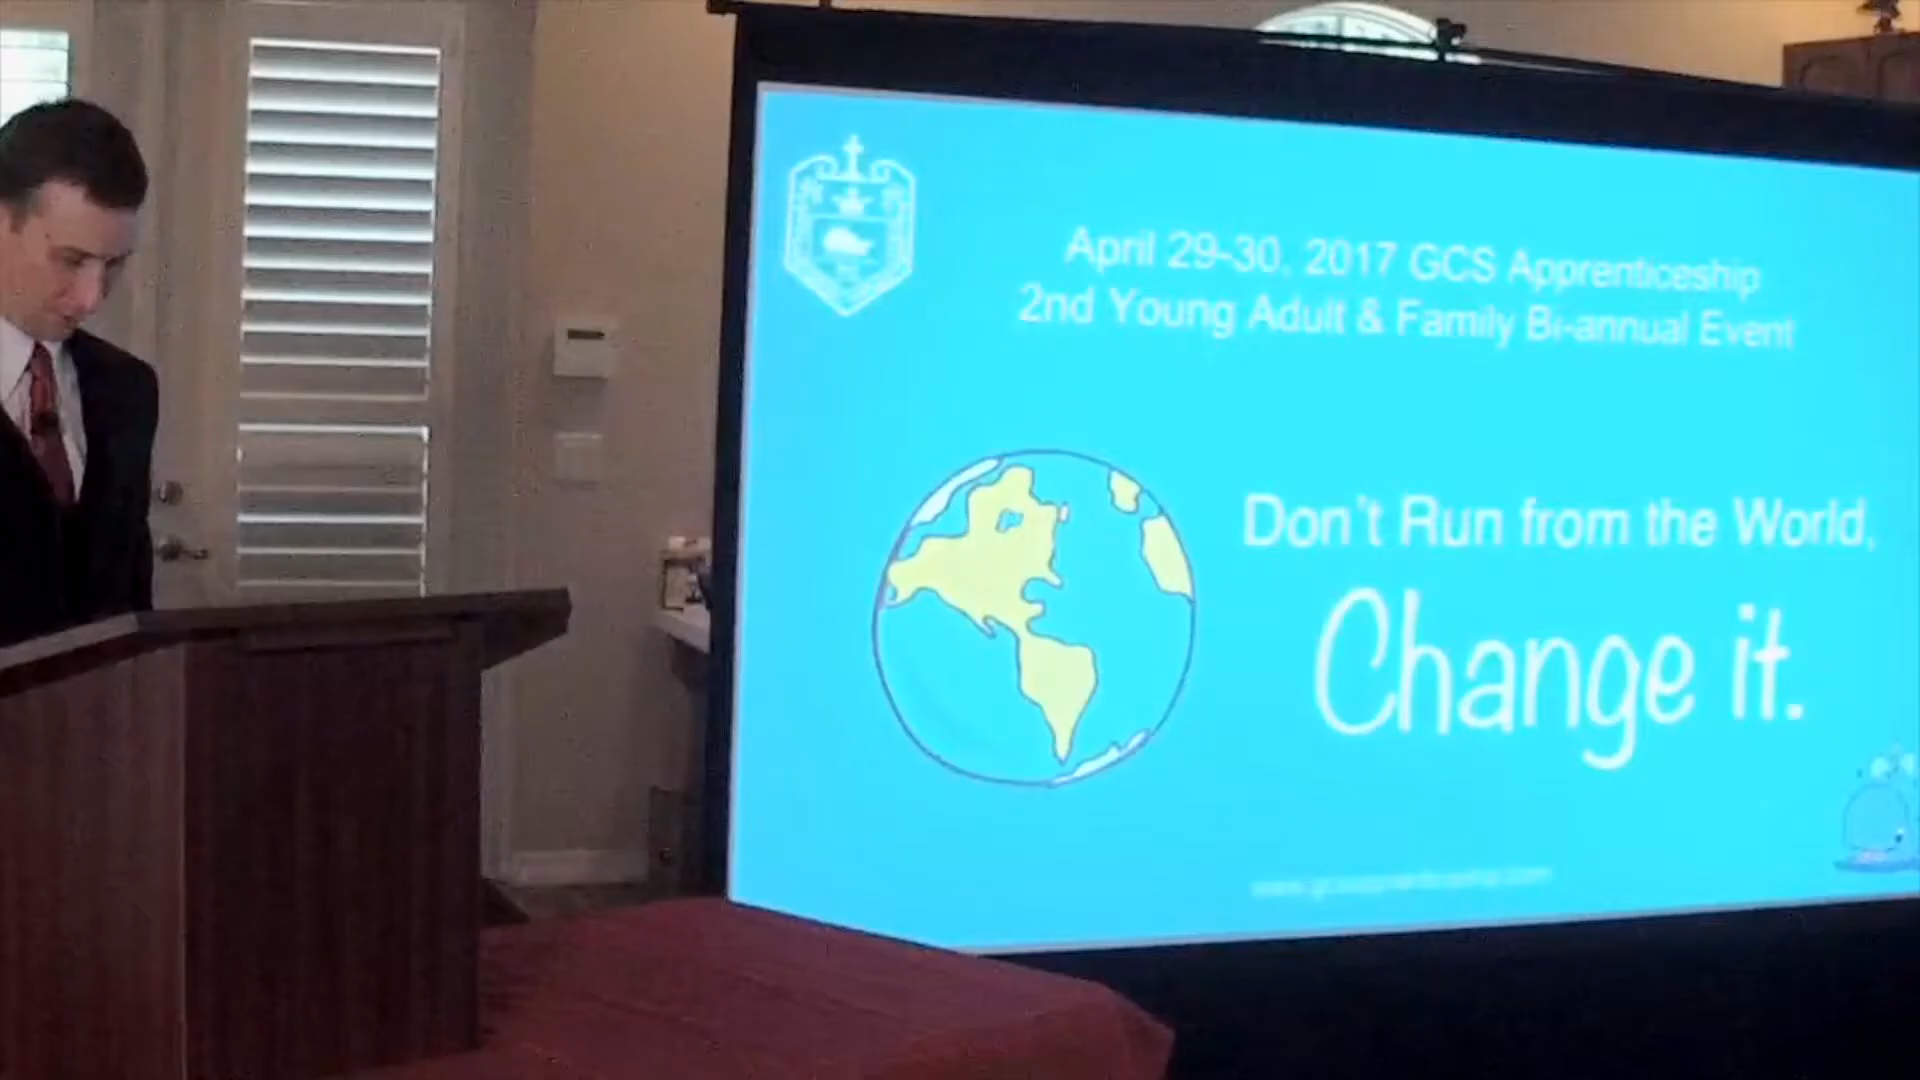 April 29-30, 2017 GCS Apprenticeship
2nd Young Adult & Family Bi-annual Event
Don't Run from the World,
Change it.